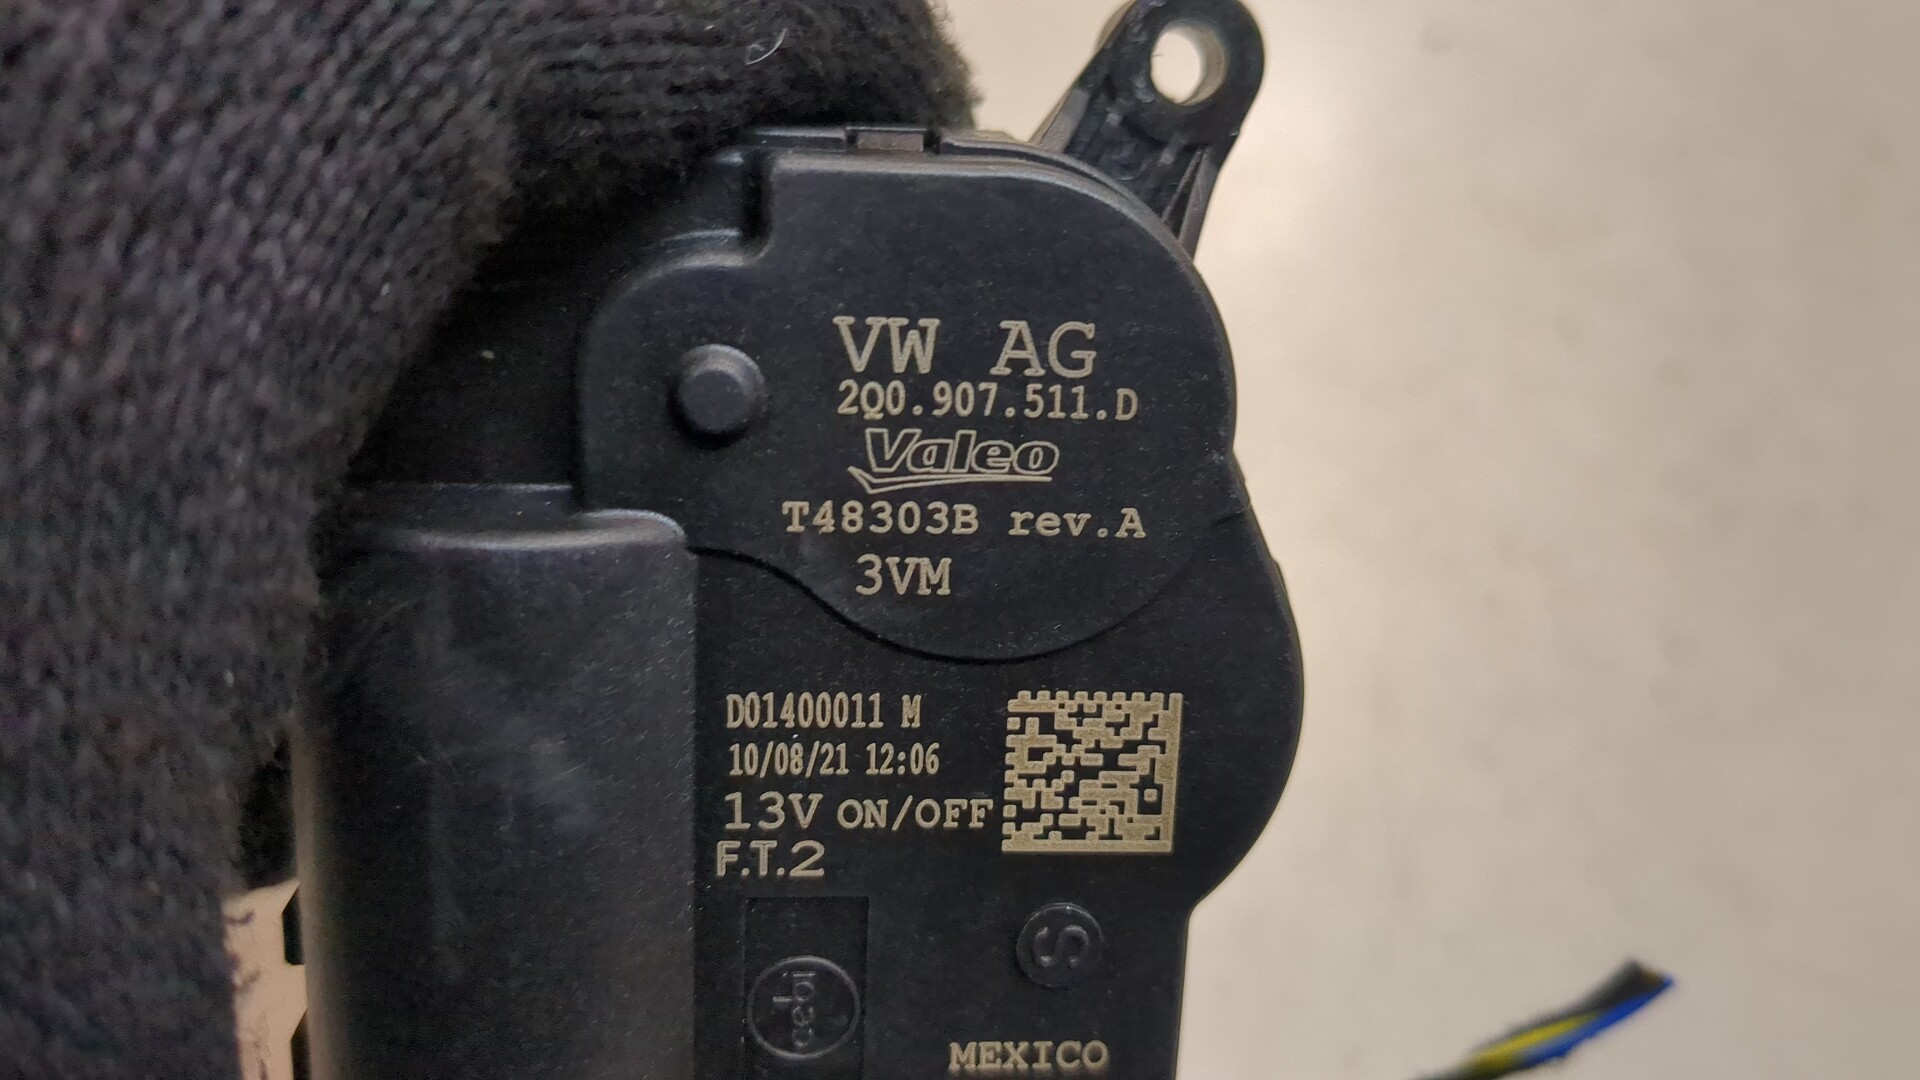 VW AG
2Q0.907.511.D
Valeo
T48303B rev.A
3VM
D01400011 M
10/08/21 12:06
13V ON/OFF
F.T.2
S
cebi
MEXICO